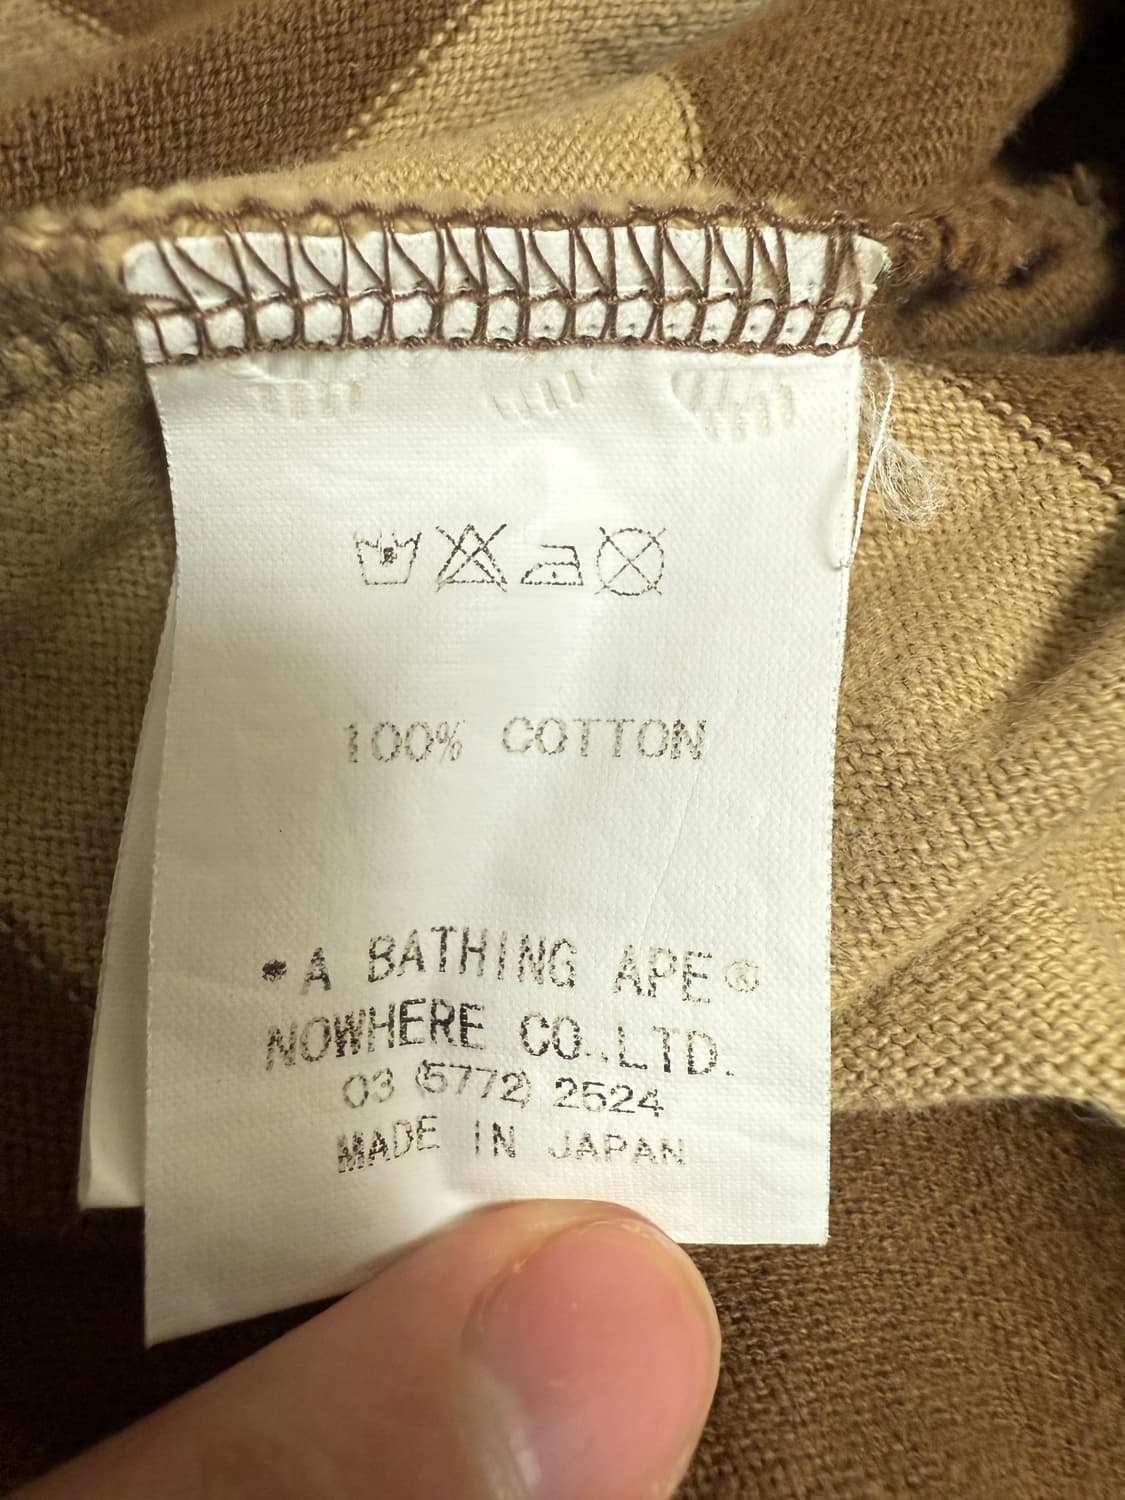 100% COTTON
*A BATHING APE®
NOWHERE CO.,LTD.
03 (5772) 2524
MADE IN JAPAN